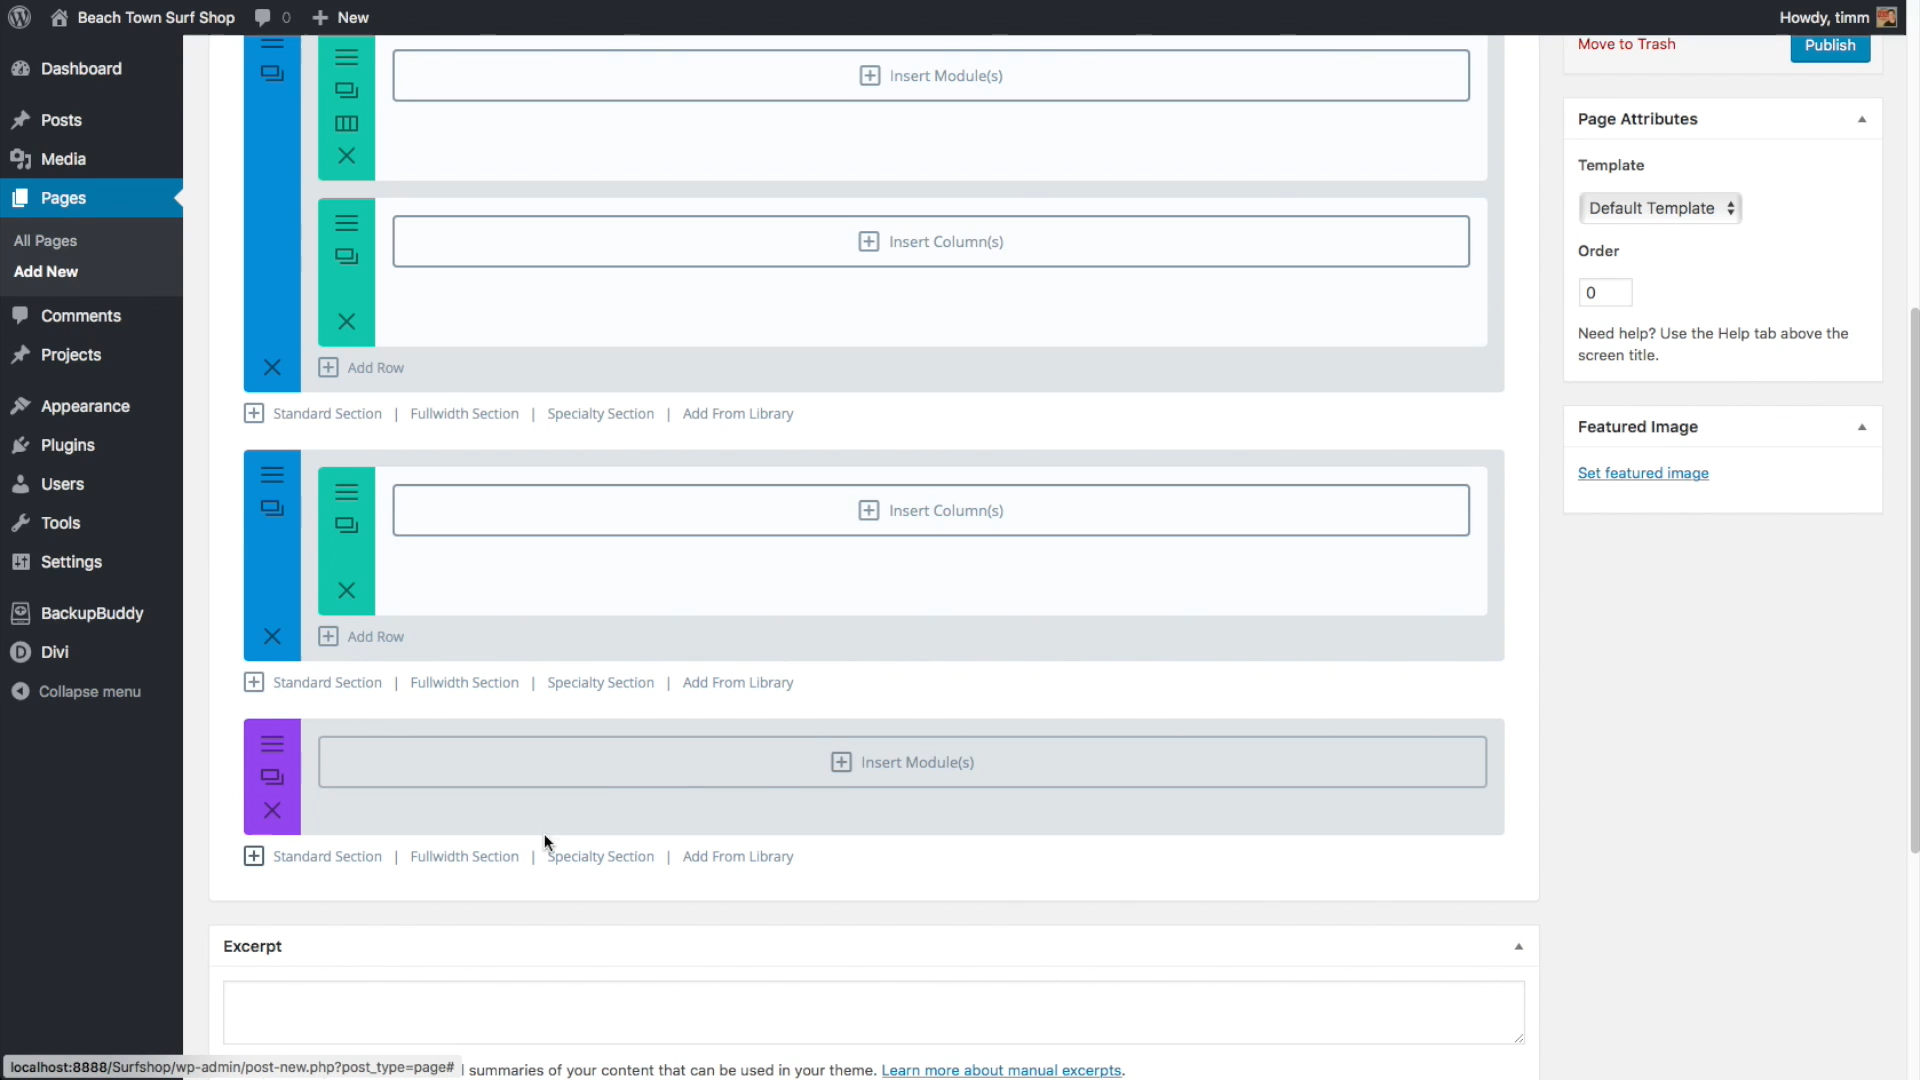 Beach Town Surf Shop
0
New
Howdy, timm
Dashboard
Posts
Media
Pages
All Pages
Add New
Comments
Projects
Appearance
Plugins
Users
Tools
Settings
BackupBuddy
Divi
Collapse menu
Insert Module(s)
Insert Column(s)
Add Row
Standard Section | Fullwidth Section | Specialty Section | Add From Library
Insert Column(s)
Add Row
Standard Section | Fullwidth Section | Specialty Section | Add From Library
Insert Module(s)
Standard Section | Fullwidth Section | Specialty Section | Add From Library
Excerpt
summaries of your content that can be used in your theme. Learn more about manual excerpts.
localhost:8888/Surfshop/wp-admin/post-new.php?post_type=page#
Move to Trash
Publish
Page Attributes
Template
Default Template
Order
0
Need help? Use the Help tab above the
screen title.
Featured Image
Set featured image